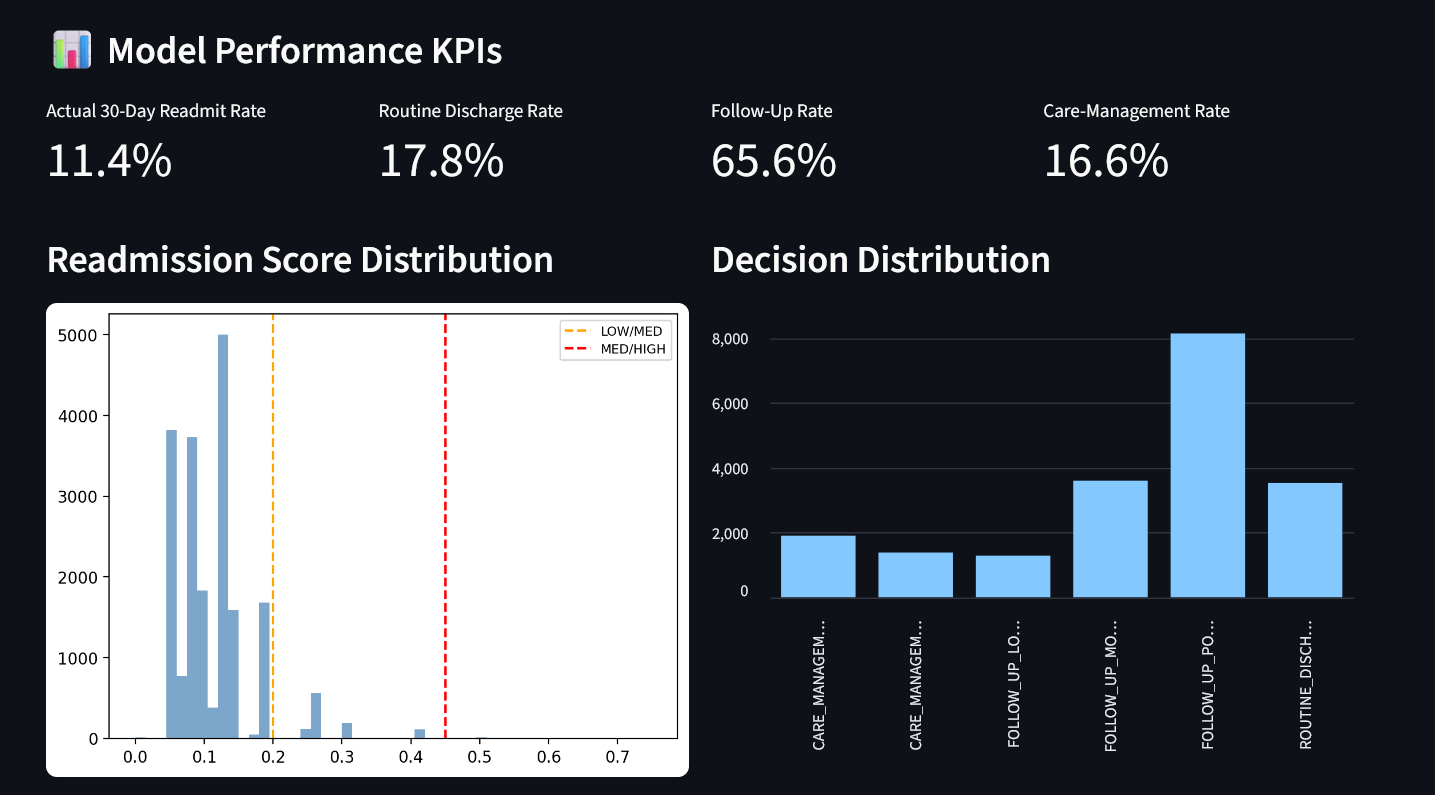 Model Performance KPIs
Actual 30-Day Readmit Rate
11.4%
Routine Discharge Rate
17.8%
Follow-Up Rate
65.6%
Care-Management Rate
16.6%
Readmission Score Distribution
5000
4000
3000
2000
1000
0
0.0 0.1 0.2 0.3 0.4 0.5 0.6 0.7
LOW/MED
MED/HIGH
Decision Distribution
8,000
6,000
4,000
2,000
0
CARE_MANAGEM…
CARE_MANAGEM…
FOLLOW_UP_LO…
FOLLOW_UP_MO…
FOLLOW_UP_PO…
ROUTINE_DISCH…